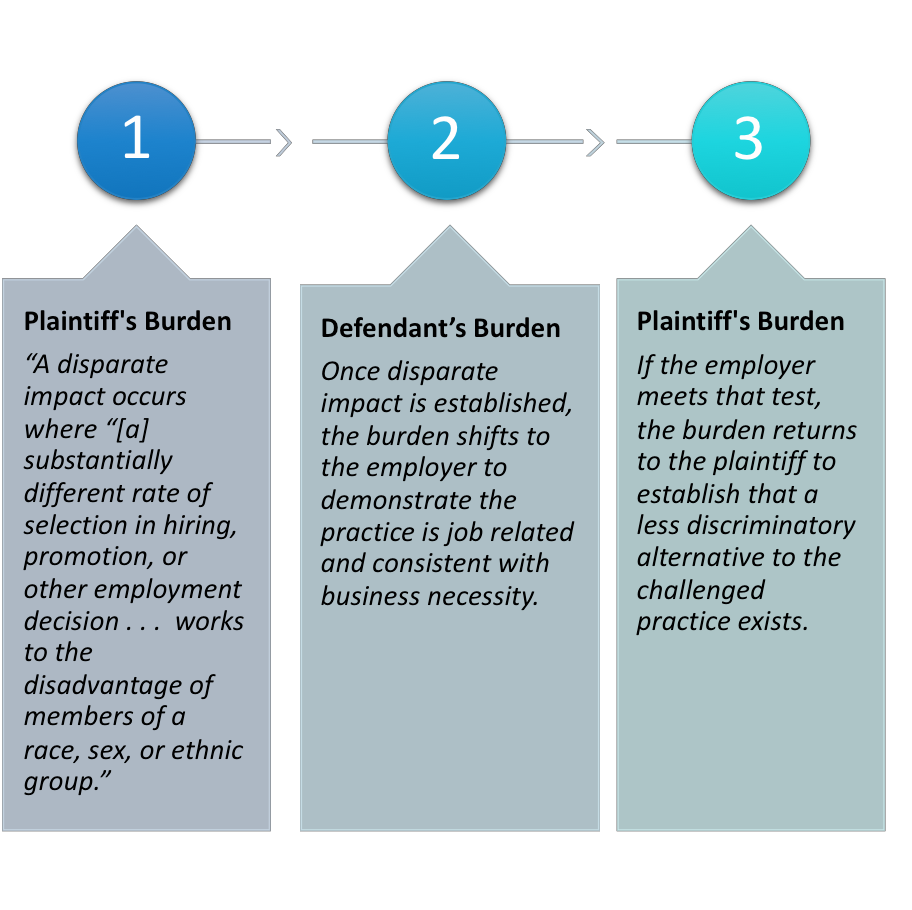 1
2
3
Plaintiff's Burden
“A disparate
impact occurs
where “[a]
substantially
different rate of
selection in hiring,
promotion, or
other employment
decision . . .  works
to the
disadvantage of
members of a
race, sex, or ethnic
group.”
Defendant’s Burden
Once disparate
impact is established,
the burden shifts to
the employer to
demonstrate the
practice is job related
and consistent with
business necessity.
Plaintiff's Burden
If the employer
meets that test,
the burden returns
to the plaintiff to
establish that a
less discriminatory
alternative to the
challenged
practice exists.